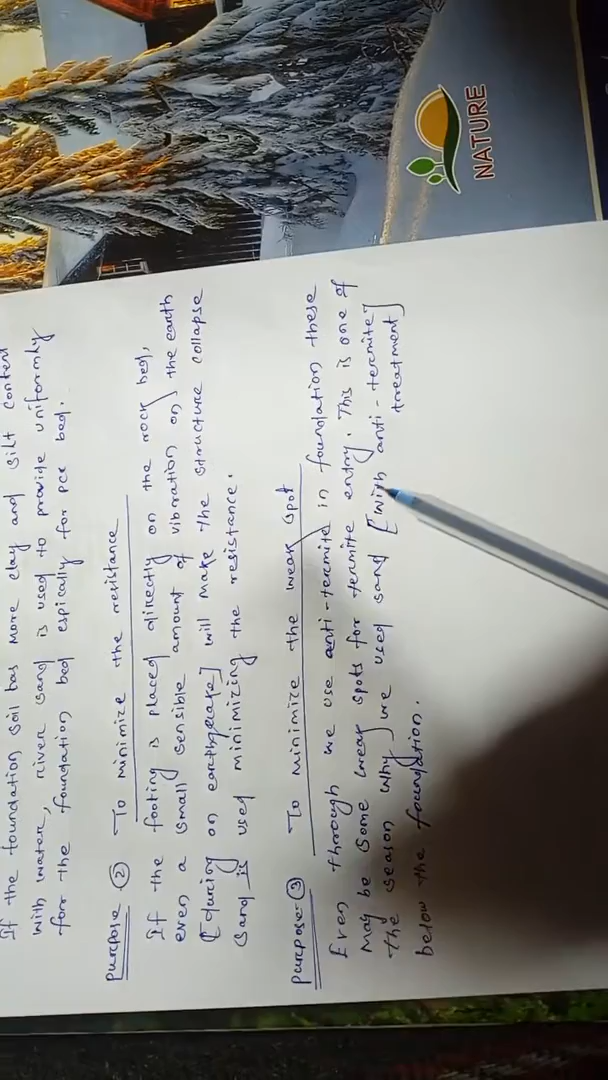 If the foundation soil has more clay and silt content
with water, river sand is used to provide uniformly
for the foundation bed espically for PCC bed.
Purpose ② To minimize the resistance
If the footing is placed directly on the rock bed,
even a small sensible amount of vibration on the earth
[during on earthquake] will make the structure collapse
Sand is used minimizing the resistance.
Purpose-③ To minimize the weak spot
Even through we use anti-termite in foundation these
may be some weak spots for termite entry. This is one of
the season why we used sand [with anti-termite
treatment]
below the foundation.
NATURE